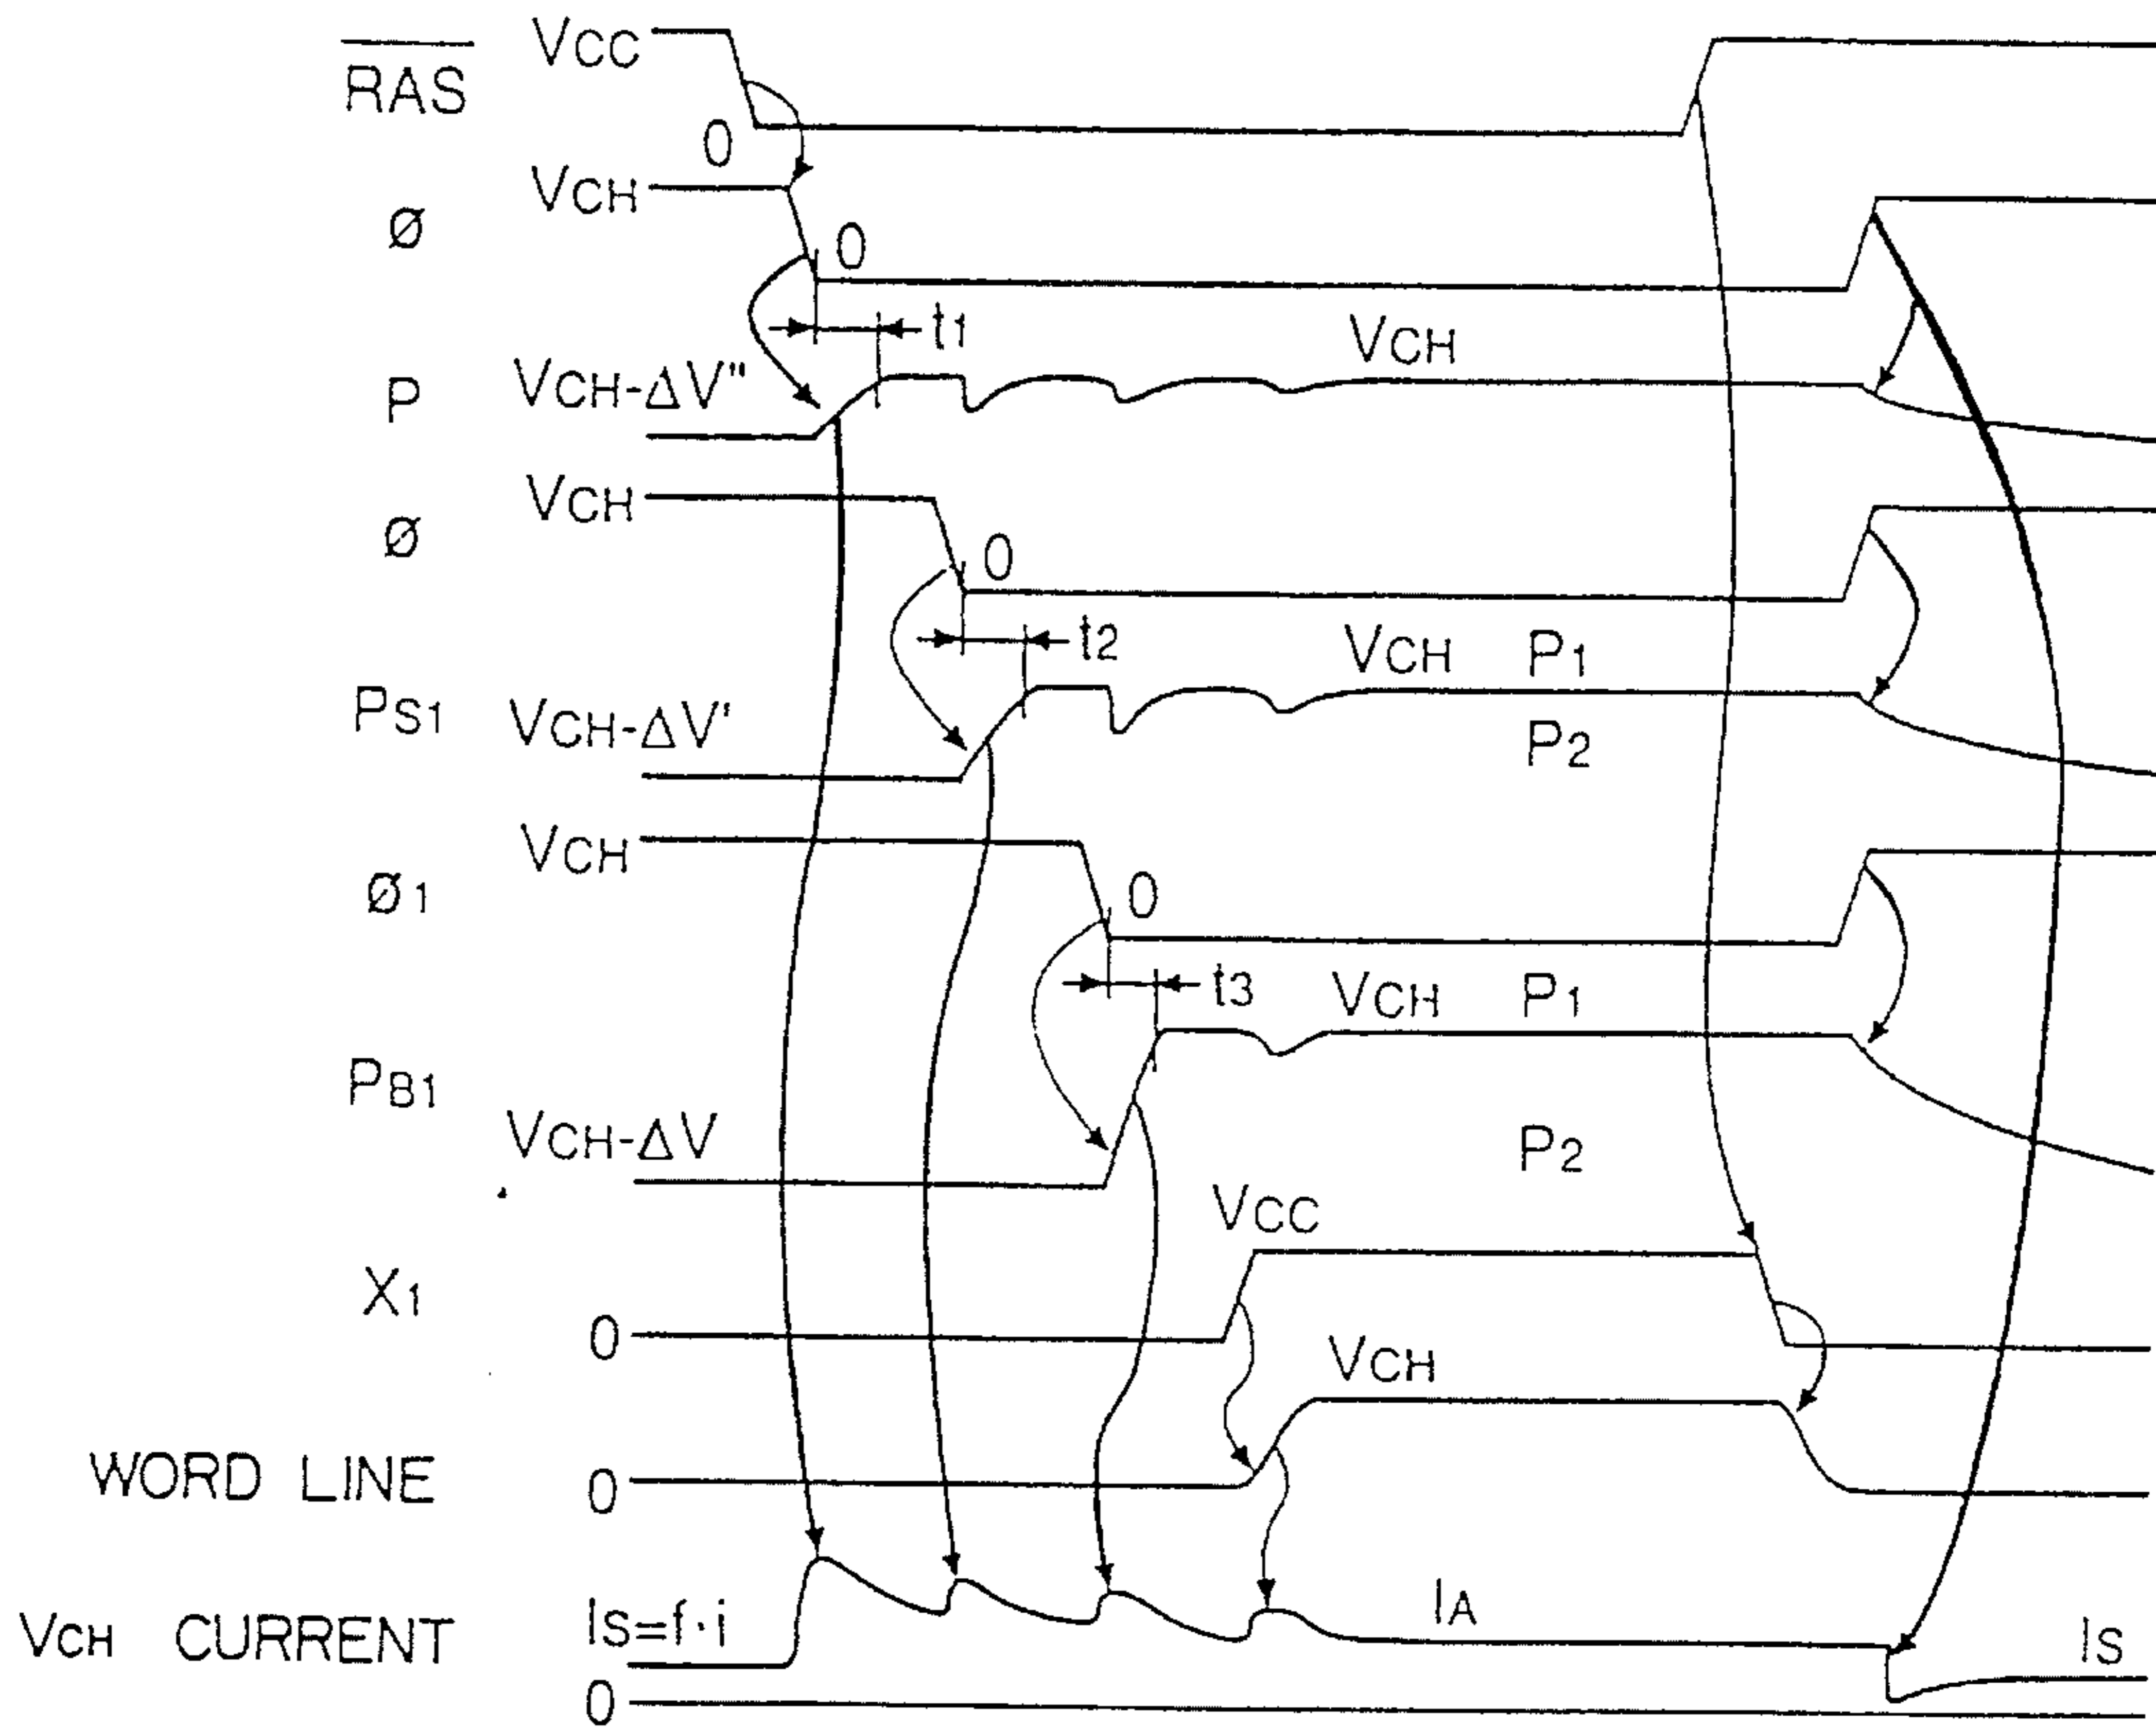 RAS VCC
0
VCH
Ø 0
t1
VCH
P VCH-ΔV"
VCH
Ø 0
t2
VCH P1
PS1 VCH-ΔV'
P2
VCH
Ø1 0
t3
VCH P1
PB1
VCH-ΔV P2
VCC
X1
0
VCH
WORD LINE 0
IA
VCH CURRENT IS=f·i IS
0